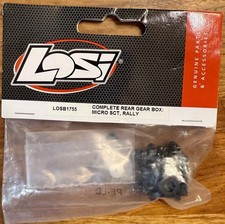 LOSI
GENUINE PARTS
& ACCESSORIES
LOSB1755
COMPLETE REAR GEAR BOX:
MICRO SCT, RALLY